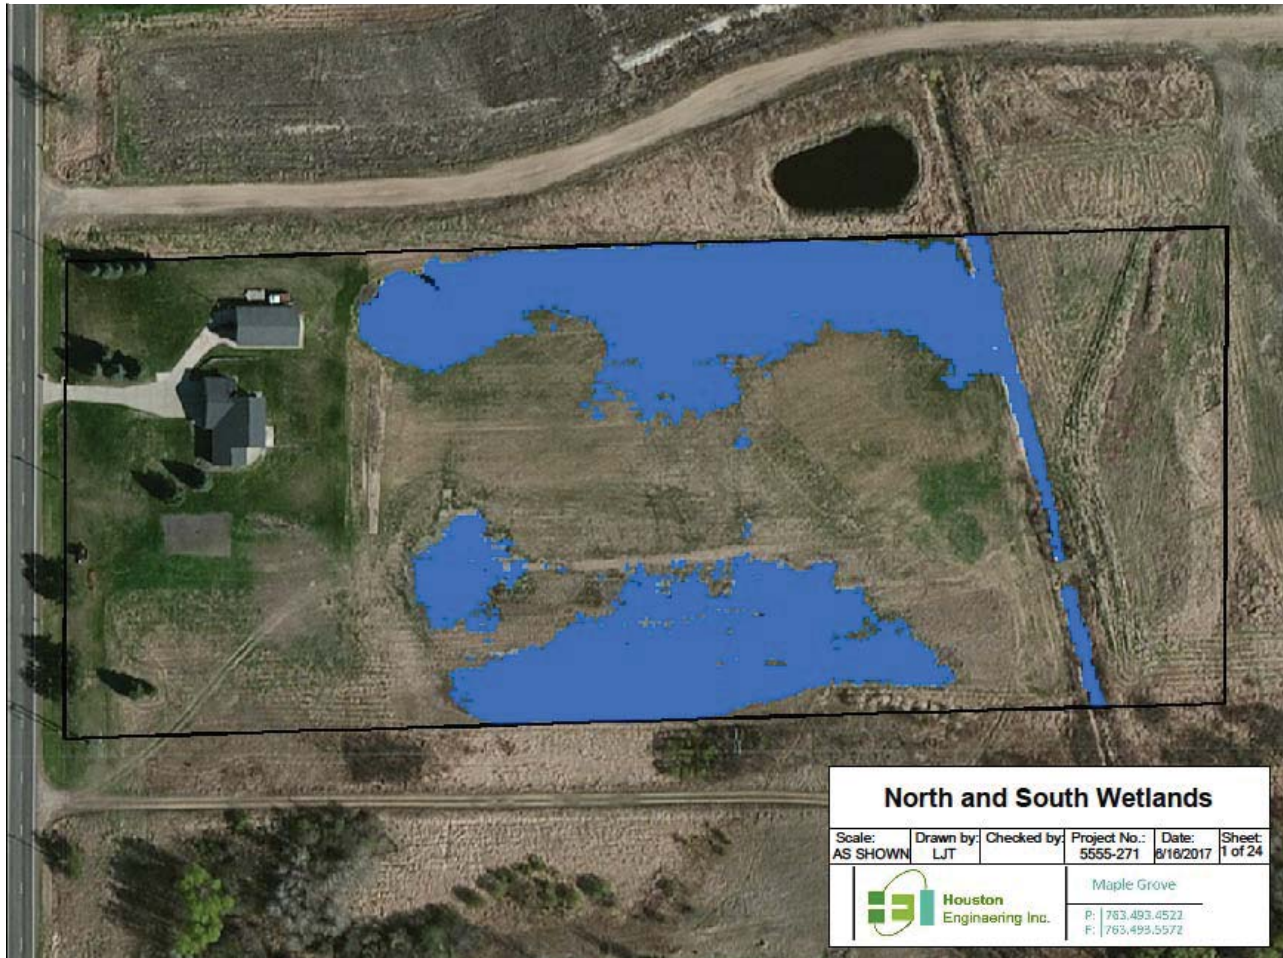 North and South Wetlands
Scale: Drawn by: Checked by: Project No.: Date: Sheet:
AS SHOWN LJT 5555-271 6/16/2017 1 of 24
Houston
Engineering Inc.
Maple Grove
P: 763.493.4522
F: 763.493.5572